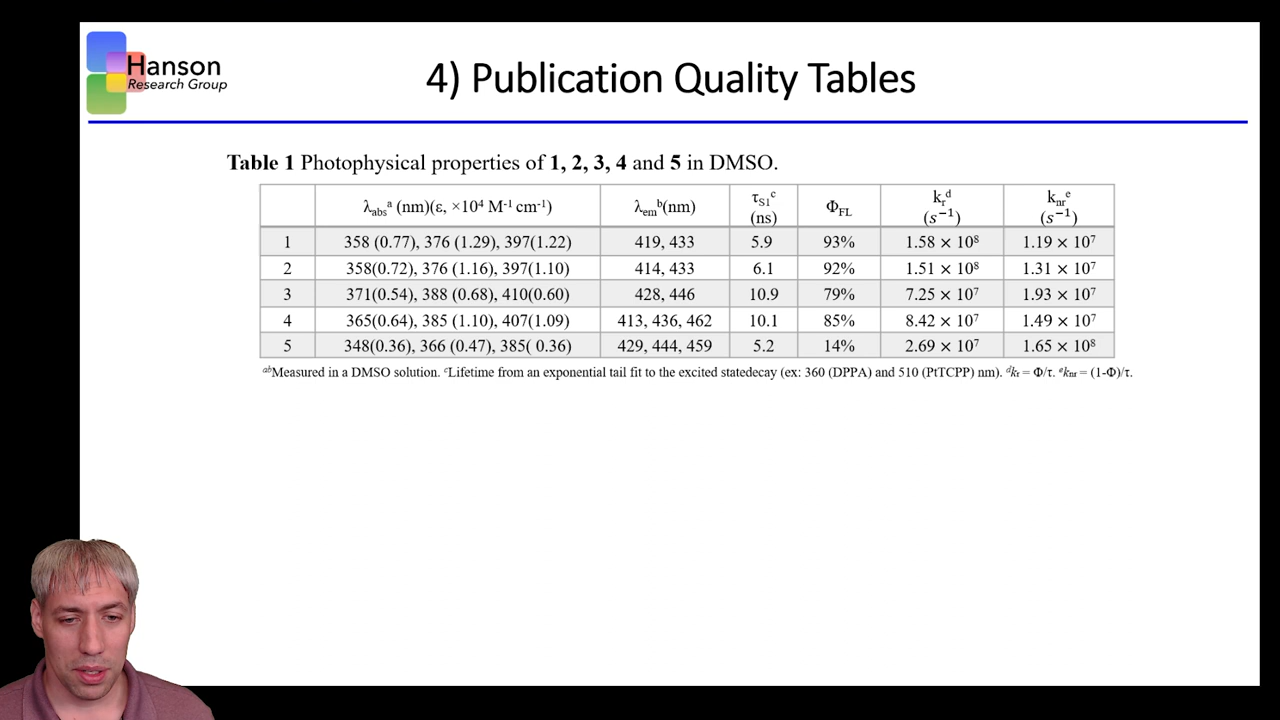 Hanson
Research Group
4) Publication Quality Tables
Table 1 Photophysical properties of 1, 2, 3, 4 and 5 in DMSO.
λabsᵃ (nm)(ε, ×10⁴ M⁻¹ cm⁻¹) λemᵇ(nm) τS1ᶜ (ns) ΦFL krᵈ (s⁻¹) knrᵉ (s⁻¹)
1 358 (0.77), 376 (1.29), 397(1.22) 419, 433 5.9 93% 1.58 × 10⁸ 1.19 × 10⁷
2 358(0.72), 376 (1.16), 397(1.10) 414, 433 6.1 92% 1.51 × 10⁸ 1.31 × 10⁷
3 371(0.54), 388 (0.68), 410(0.60) 428, 446 10.9 79% 7.25 × 10⁷ 1.93 × 10⁷
4 365(0.64), 385 (1.10), 407(1.09) 413, 436, 462 10.1 85% 8.42 × 10⁷ 1.49 × 10⁷
5 348(0.36), 366 (0.47), 385( 0.36) 429, 444, 459 5.2 14% 2.69 × 10⁷ 1.65 × 10⁸
ᵃᵇMeasured in a DMSO solution. ᶜLifetime from an exponential tail fit to the excited statedecay (ex: 360 (DPPA) and 510 (PtTCPP) nm). ᵈkr = Φ/τ. ᵉknr = (1-Φ)/τ.